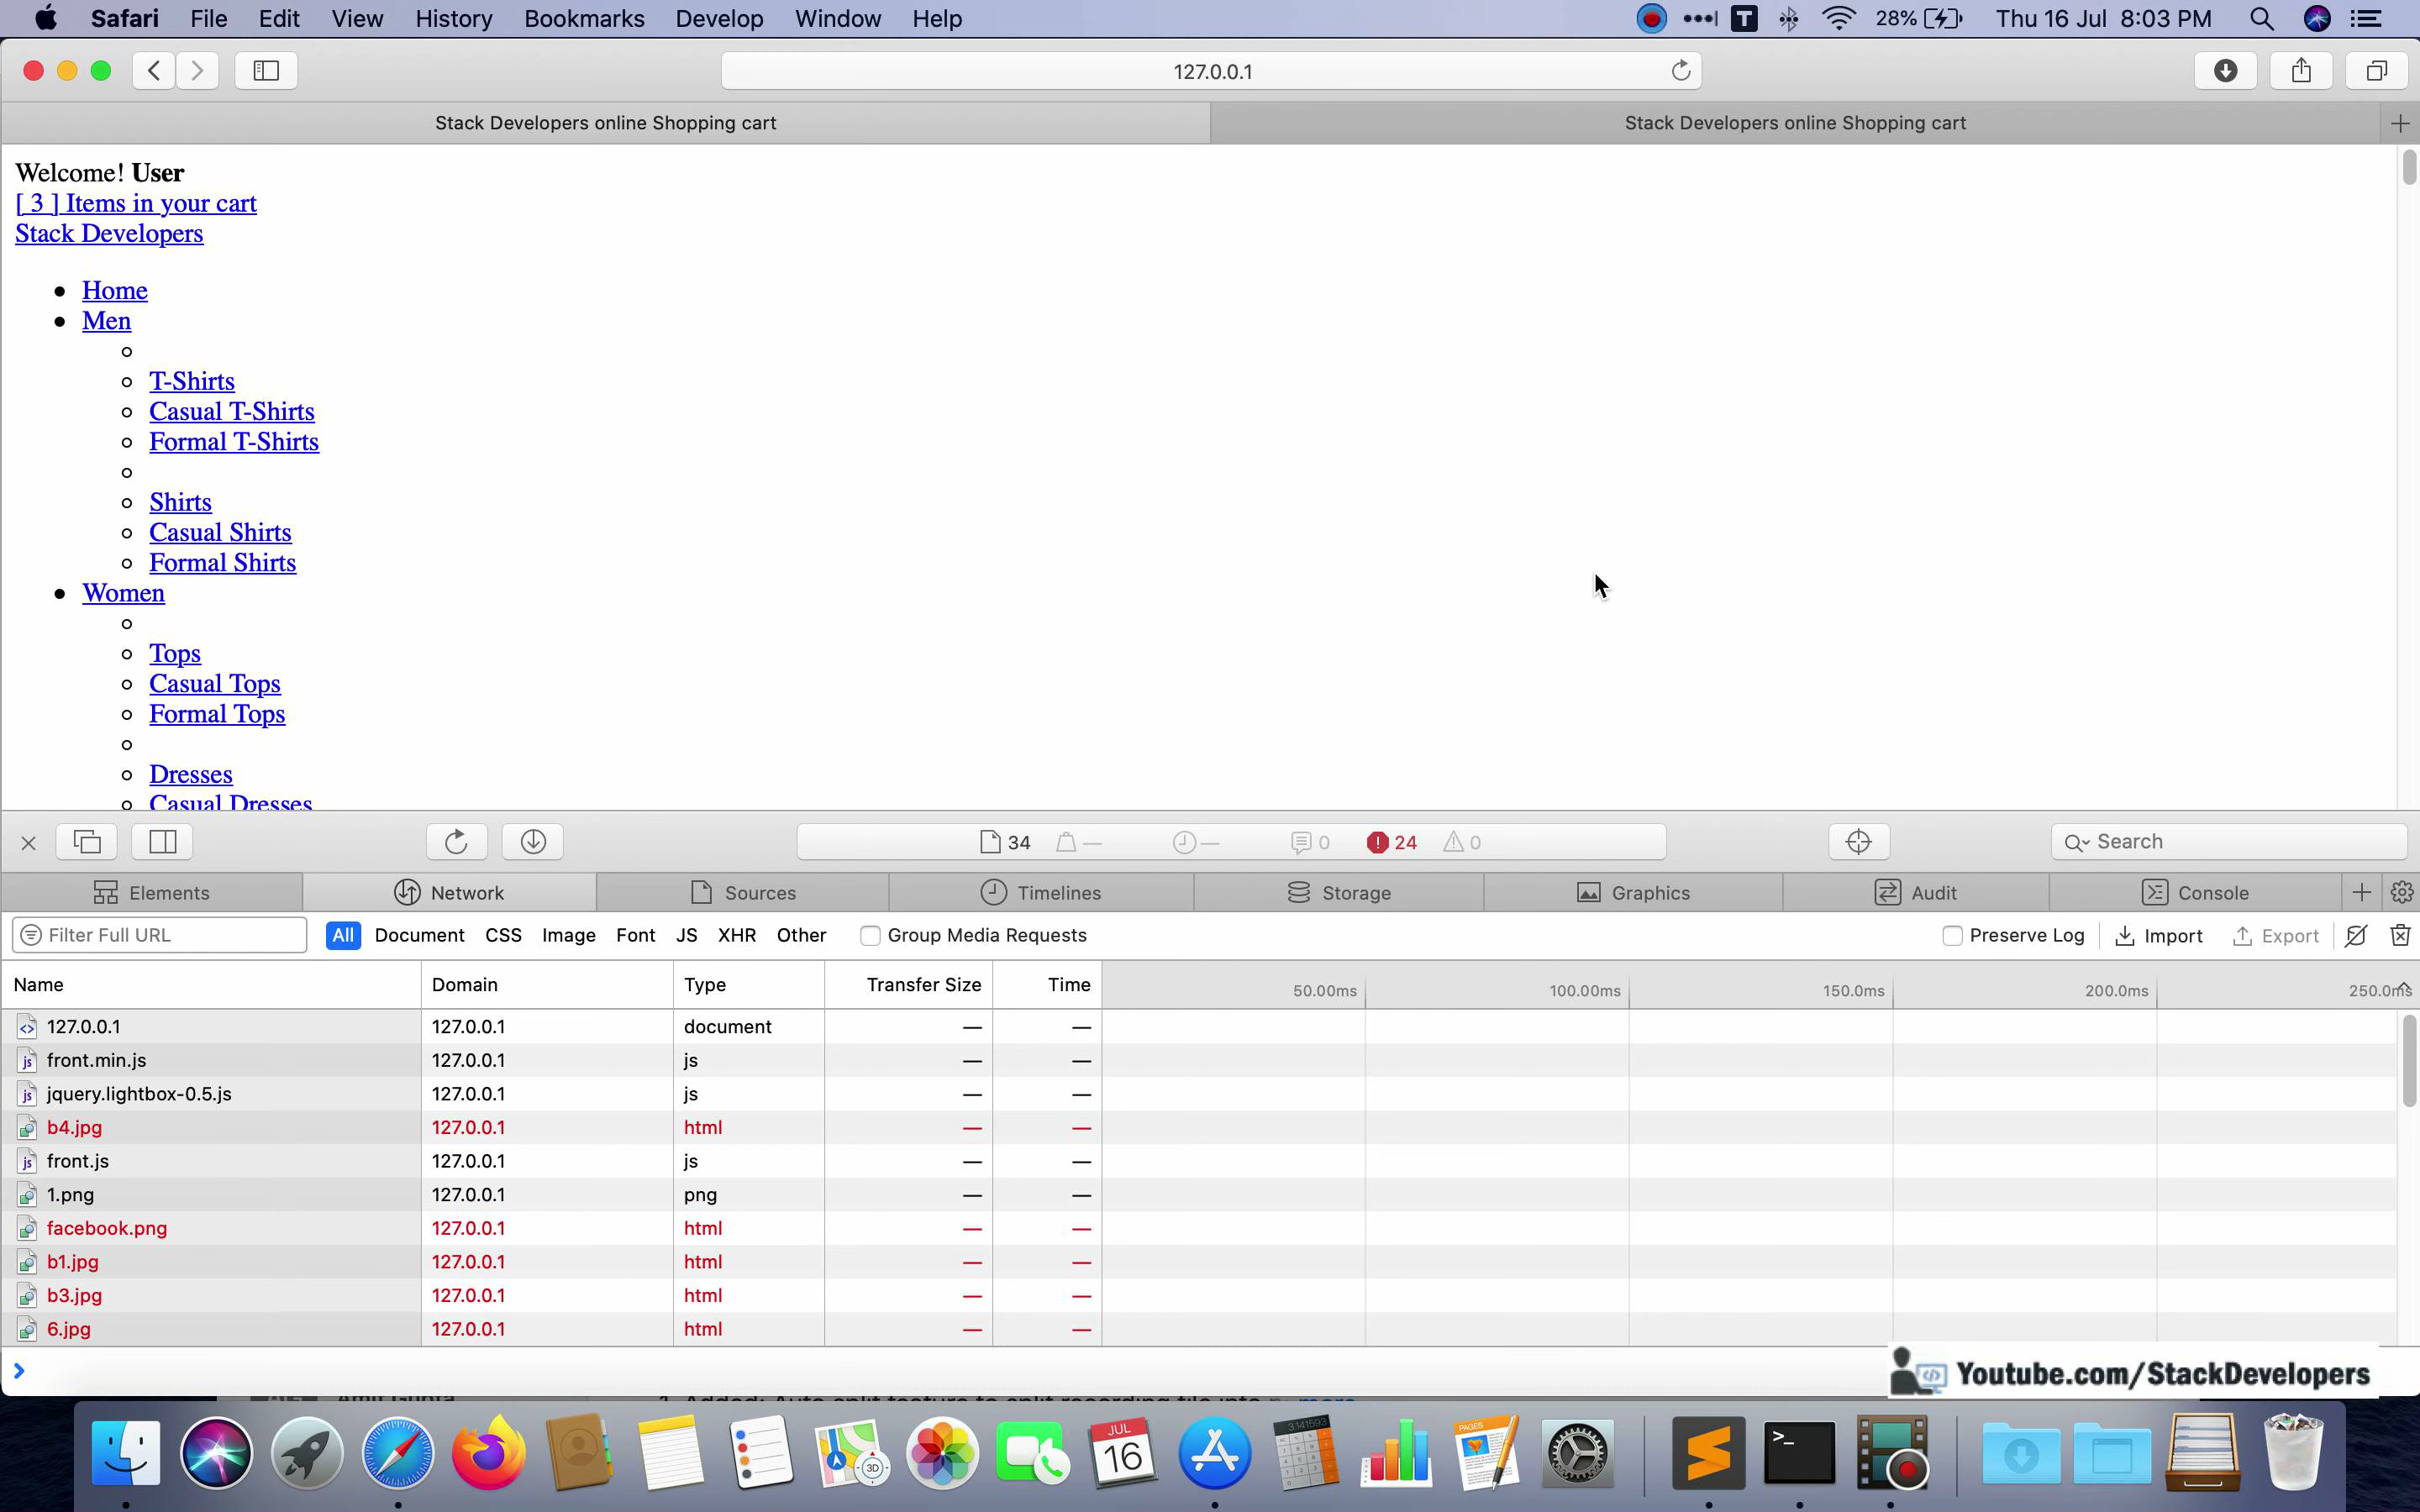 Safari File Edit View History Bookmarks Develop Window Help T 28% Thu 16 Jul 8:03 PM
127.0.0.1
Stack Developers online Shopping cart Stack Developers online Shopping cart
Welcome! User
[ 3 ] Items in your cart
Stack Developers
Home
Men
T-Shirts
Casual T-Shirts
Formal T-Shirts
Shirts
Casual Shirts
Formal Shirts
Women
Tops
Casual Tops
Formal Tops
Dresses
Casual Dresses
34 — — 0 24 0 Search
Elements Network Sources Timelines Storage Graphics Audit Console
Filter Full URL All Document CSS Image Font JS XHR Other Group Media Requests Preserve Log Import Export
Name Domain Type Transfer Size Time 50.00ms 100.00ms 150.0ms 200.0ms 250.0ms
127.0.0.1 127.0.0.1 document — —
front.min.js 127.0.0.1 js — —
jquery.lightbox-0.5.js 127.0.0.1 js — —
b4.jpg 127.0.0.1 html — —
front.js 127.0.0.1 js — —
1.png 127.0.0.1 png — —
facebook.png 127.0.0.1 html — —
b1.jpg 127.0.0.1 html — —
b3.jpg 127.0.0.1 html — —
6.jpg 127.0.0.1 html — —
Youtube.com/StackDevelopers
JUL
16
3D
3.141593
PAGES